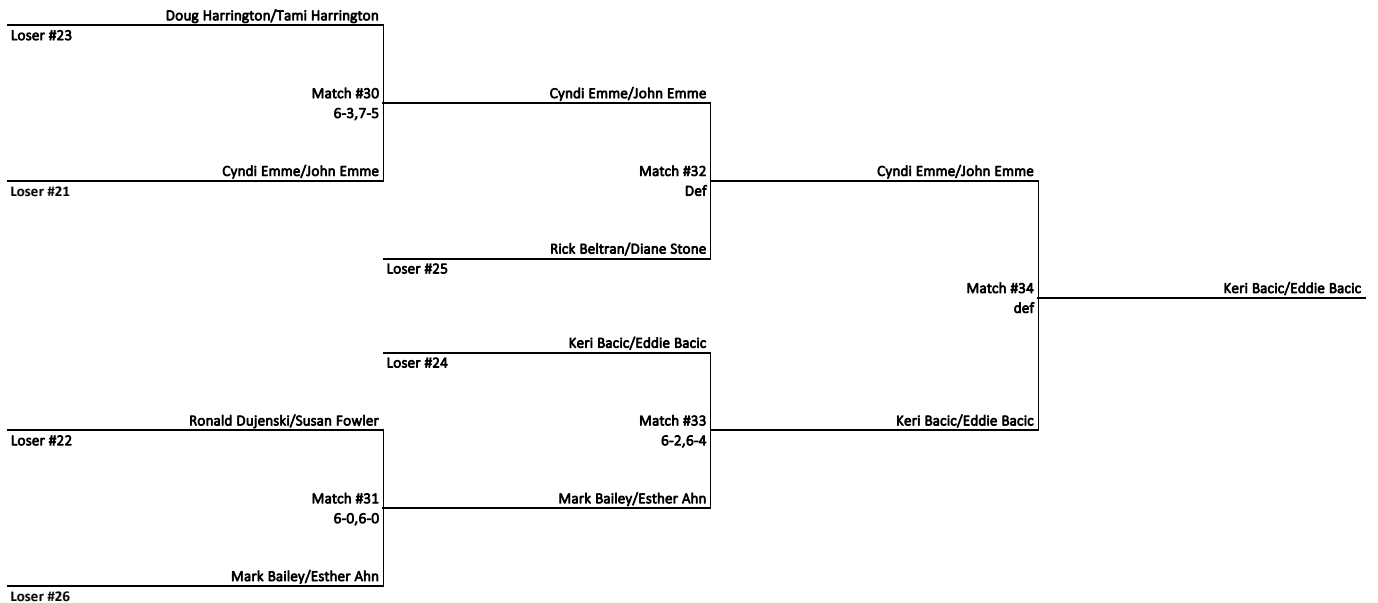 Doug Harrington/Tami Harrington
Loser #23
Match #30
6-3,7-5
Cyndi Emme/John Emme
Cyndi Emme/John Emme
Loser #21
Match #32
Def
Cyndi Emme/John Emme
Rick Beltran/Diane Stone
Loser #25
Match #34
def
Keri Bacic/Eddie Bacic
Keri Bacic/Eddie Bacic
Loser #24
Ronald Dujenski/Susan Fowler
Loser #22
Match #33
6-2,6-4
Keri Bacic/Eddie Bacic
Match #31
6-0,6-0
Mark Bailey/Esther Ahn
Mark Bailey/Esther Ahn
Loser #26